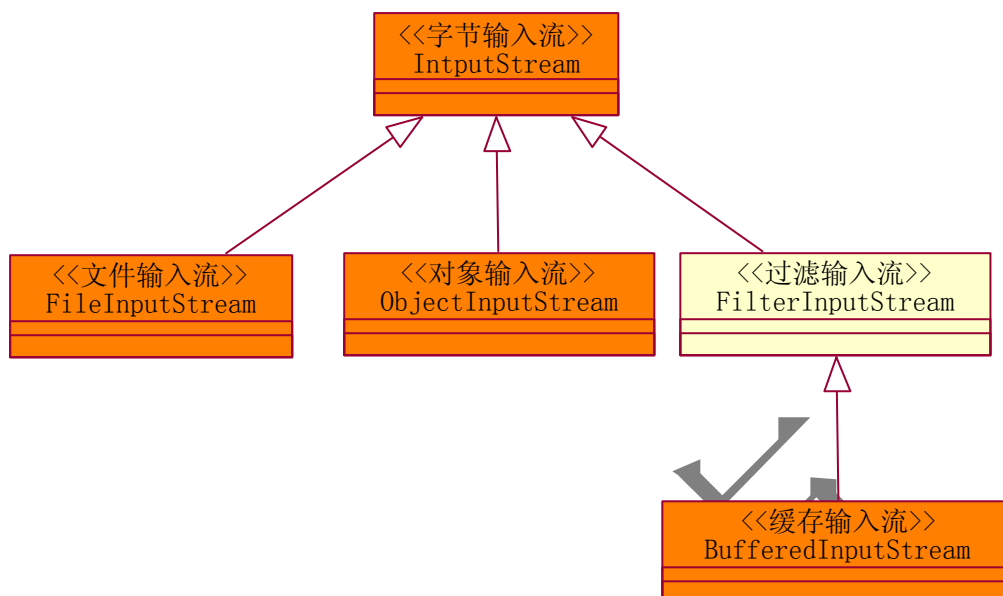 <<字节输入流>>
IntputStream
<<文件输入流>>
FileInputStream
<<对象输入流>>
ObjectInputStream
<<过滤输入流>>
FilterInputStream
<<缓存输入流>>
BufferedInputStream